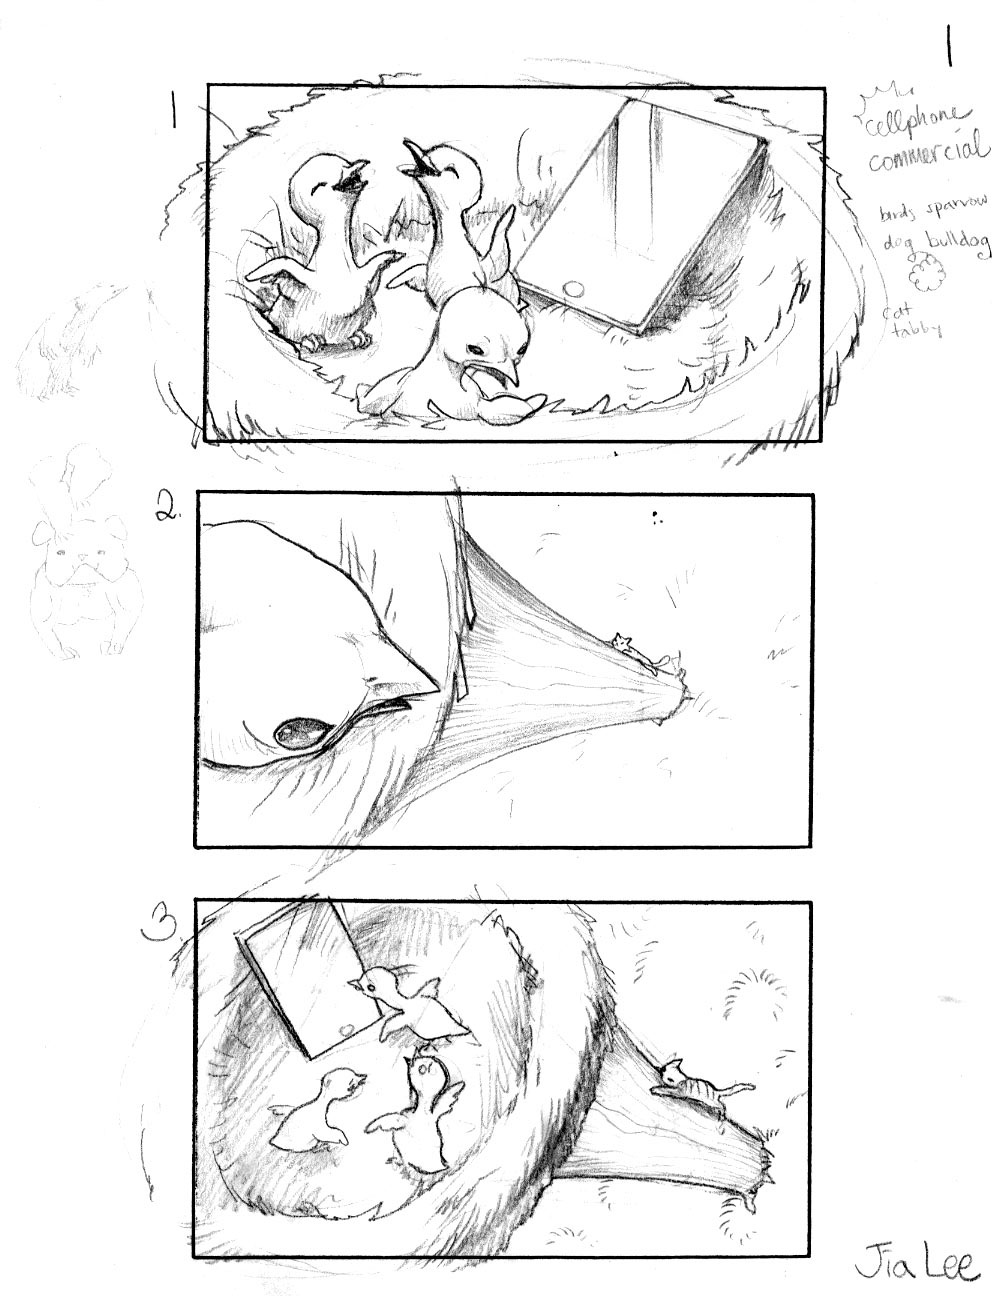 1
1
cellphone
commercial
birds sparrow
dog bulldog
cat
tabby
2.
3.
Jia Lee